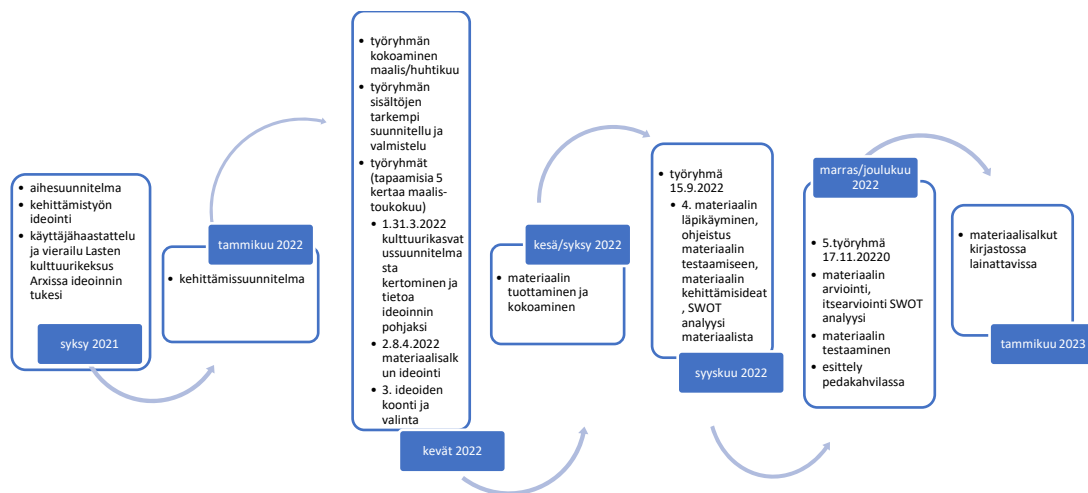 • aihesuunnitelma
• kehittämistyön
ideointi
• käyttäjähaastattelu
ja vierailu Lasten
kulttuurikeksus
Arxissa ideoinnin
tukesi
syksy 2021
tammikuu 2022
• kehittämissuunnitelma
• työryhmän
kokoaminen
maalis/huhtikuu
• työryhmän
sisältöjen
tarkempi
suunnitellu ja
valmistelu
• työryhmät
(tapaamisia 5
kertaa maalis-
toukokuu)
• 1.31.3.2022
kulttuurikasvat
ussuunnitelma
sta
kertominen ja
tietoa
ideoinnin
pohjaksi
• 2.8.4.2022
materiaalisalk
un ideointi
• 3. ideoiden
koonti ja
valinta
kevät 2022
kesä/syksy 2022
• materiaalin
tuottaminen ja
kokoaminen
• työryhmä
15.9.2022
• 4. materiaalin
läpikäyminen,
ohjeistus
materiaalin
testaamiseen,
materiaalin
kehittämisideat
, SWOT
analyysi
materiaalista
syyskuu 2022
marras/joulukuu
2022
• 5.työryhmä
17.11.20220
• materiaalin
arviointi,
itsearviointi SWOT
analyysi
• materiaalin
testaaminen
• esittely
pedakahvilassa
• materiaalisalkut
kirjastossa
lainattavissa
tammikuu 2023